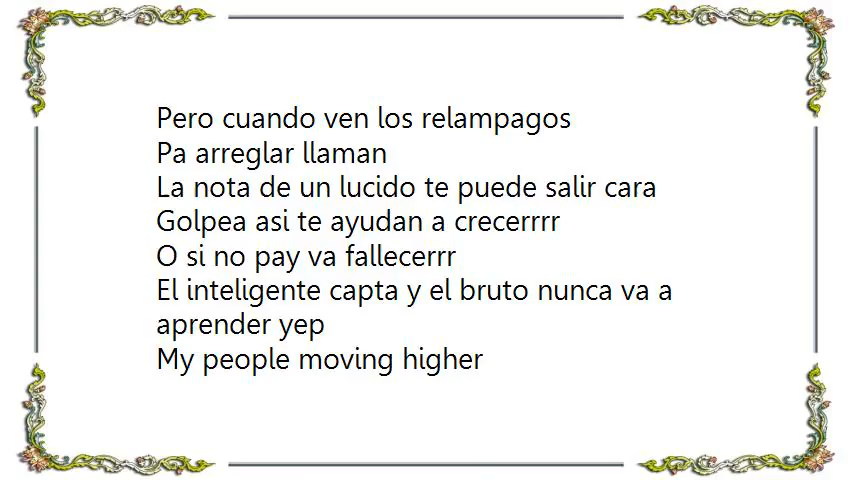 Pero cuando ven los relampagos
Pa arreglar llaman
La nota de un lucido te puede salir cara
Golpea asi te ayudan a crecerrrr
O si no pay va fallecerrr
El inteligente capta y el bruto nunca va a
aprender yep
My people moving higher